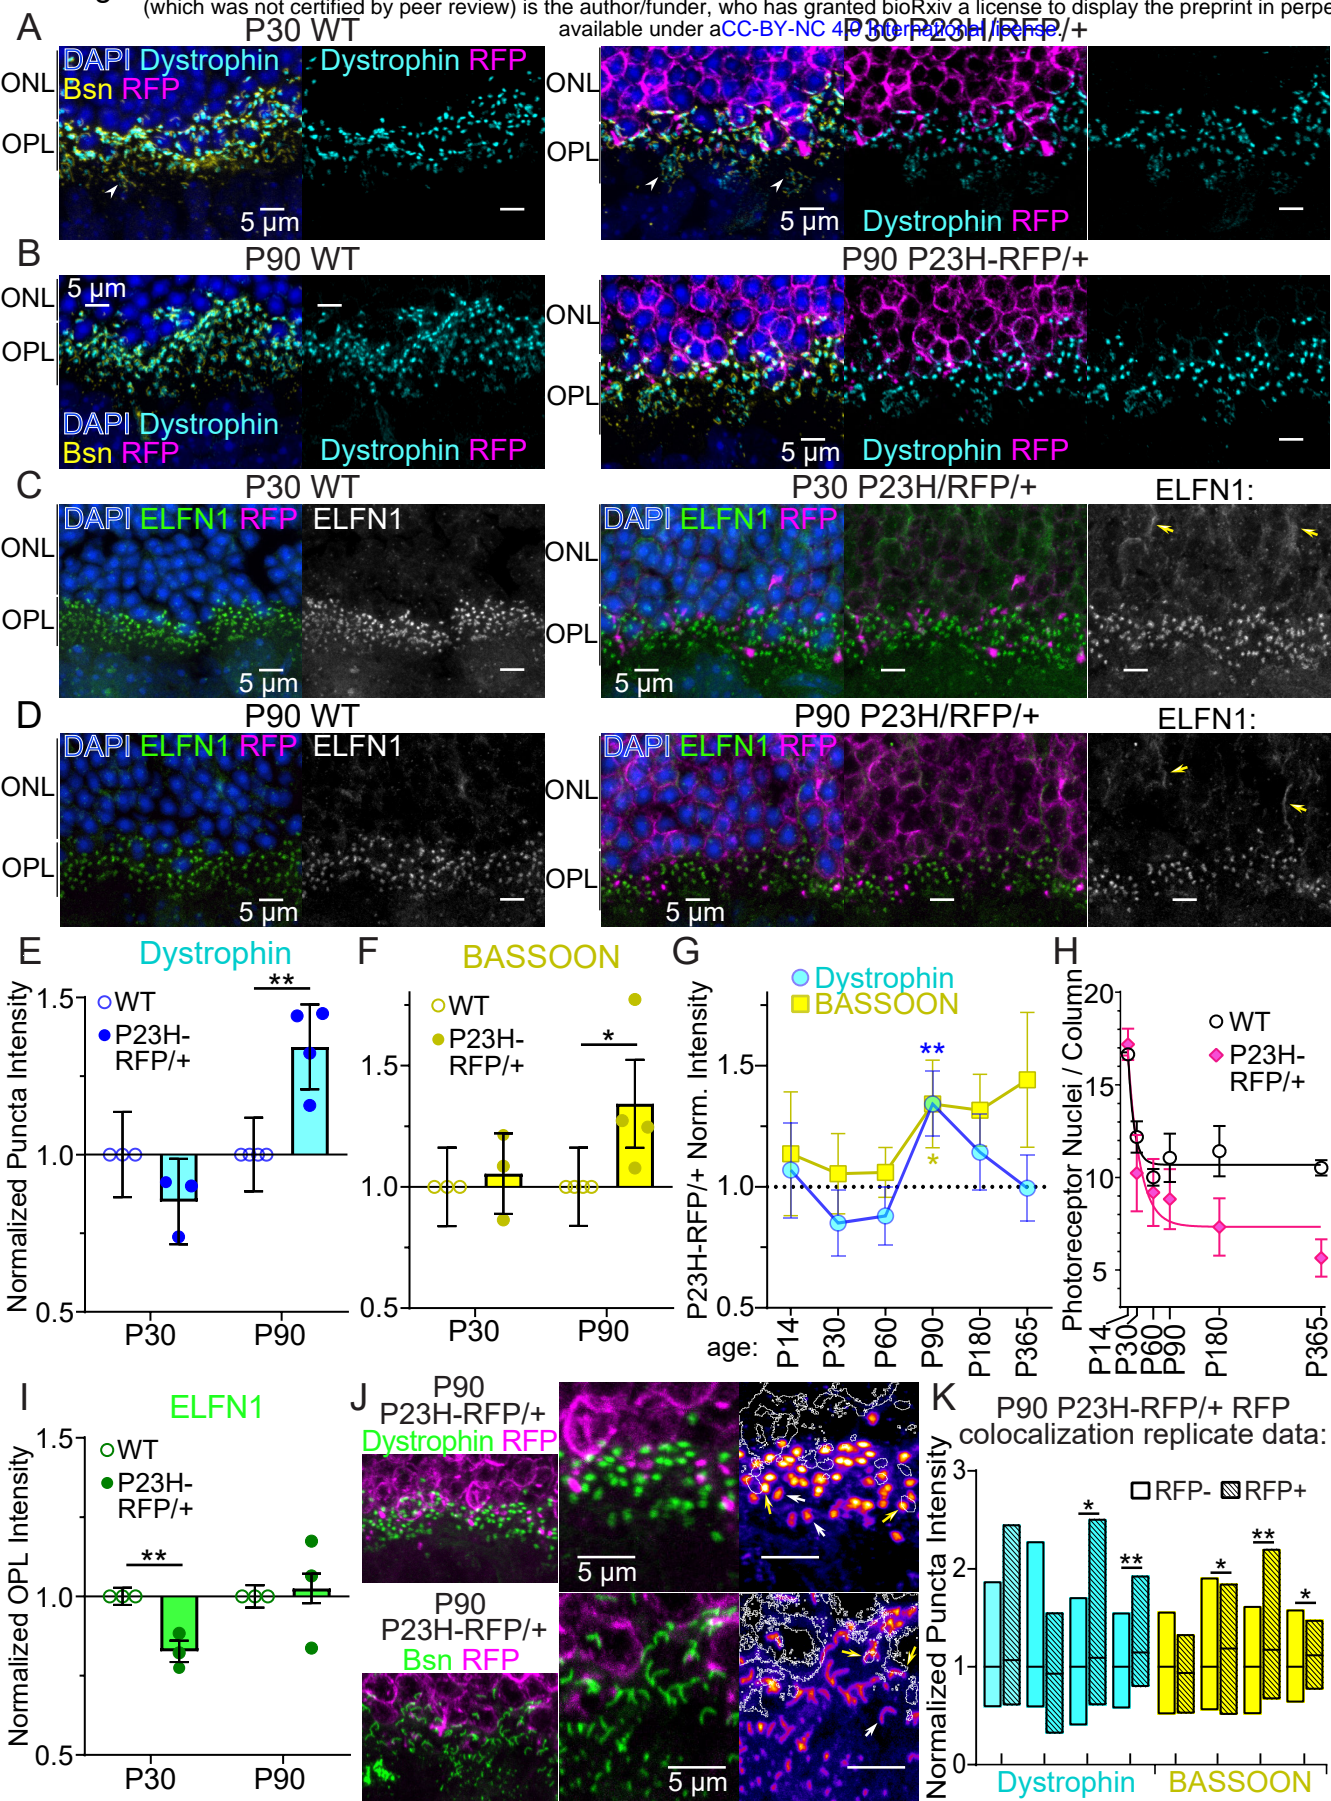 (which was not certified by peer review) is the author/funder, who has granted bioRxiv a license to display the preprint in perpe
available under aCC-BY-NC 4.0 International license.
A
P30 WT
P30 P23H/RFP/+
ONL
OPL
DAPI Dystrophin
Bsn RFP
Dystrophin RFP
5 µm
ONL
OPL
5 µm
Dystrophin RFP
B
P90 WT
P90 P23H-RFP/+
ONL
OPL
5 µm
DAPI Dystrophin
Bsn RFP
Dystrophin RFP
ONL
OPL
5 µm
Dystrophin RFP
C
P30 WT
P30 P23H/RFP/+
ELFN1:
ONL
OPL
DAPI ELFN1 RFP
ELFN1
5 µm
ONL
OPL
DAPI ELFN1 RFP
5 µm
D
P90 WT
P90 P23H/RFP/+
ELFN1:
ONL
OPL
DAPI ELFN1 RFP
ELFN1
5 µm
ONL
OPL
DAPI ELFN1 RFP
5 µm
E
Dystrophin
Normalized Puncta Intensity
1.5
1.0
0.5
WT
P23H-
RFP/+
**
P30
P90
F
BASSOON
1.5
1.0
0.5
WT
P23H-
RFP/+
*
P30
P90
G
P23H-RFP/+ Norm. Intensity
Dystrophin
BASSOON
1.5
1.0
0.5
**
*
age:
P14
P30
P60
P90
P180
P365
H
Photoreceptor Nuclei / Column
20
15
10
5
WT
P23H-
RFP/+
P14
P30
P60
P90
P180
P365
I
ELFN1
Normalized OPL Intensity
1.5
1.0
0.5
WT
P23H-
RFP/+
**
P30
P90
J
P90
P23H-RFP/+
Dystrophin RFP
5 µm
P90
P23H-RFP/+
Bsn RFP
5 µm
K
P90 P23H-RFP/+ RFP
colocalization replicate data:
Normalized Puncta Intensity
3
2
1
0
RFP-
RFP+
*
**
*
**
*
Dystrophin
BASSOON